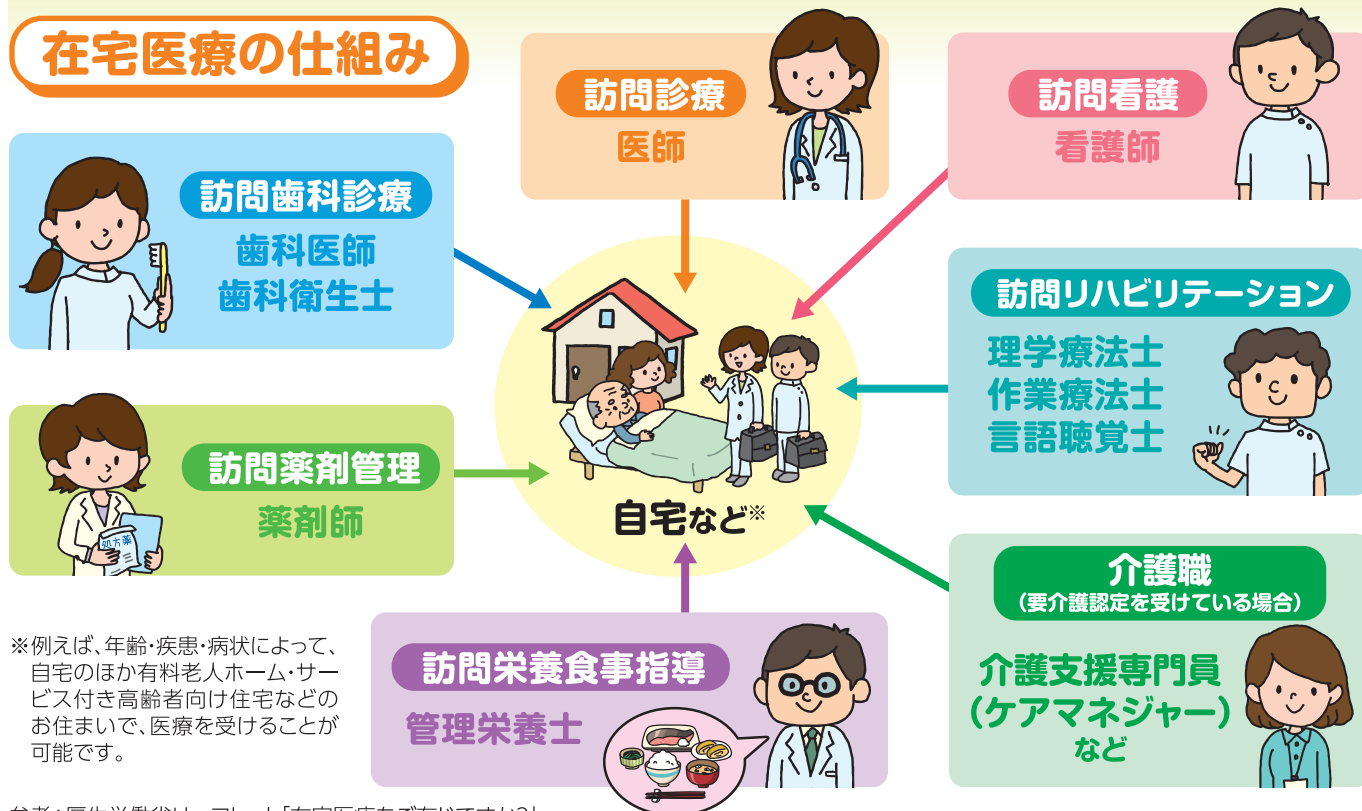 在宅医療の仕組み
訪問診療
医師
訪問看護
看護師
訪問歯科診療
歯科医師
歯科衛生士
訪問リハビリテーション
理学療法士
作業療法士
言語聴覚士
訪問薬剤管理
薬剤師
処方薬
自宅など※
介護職
（要介護認定を受けている場合）
介護支援専門員
（ケアマネジャー）
など
訪問栄養食事指導
管理栄養士
※例えば、年齢・疾患・病状によって、
自宅のほか有料老人ホーム・サー
ビス付き高齢者向け住宅などの
お住まいで、医療を受けることが
可能です。